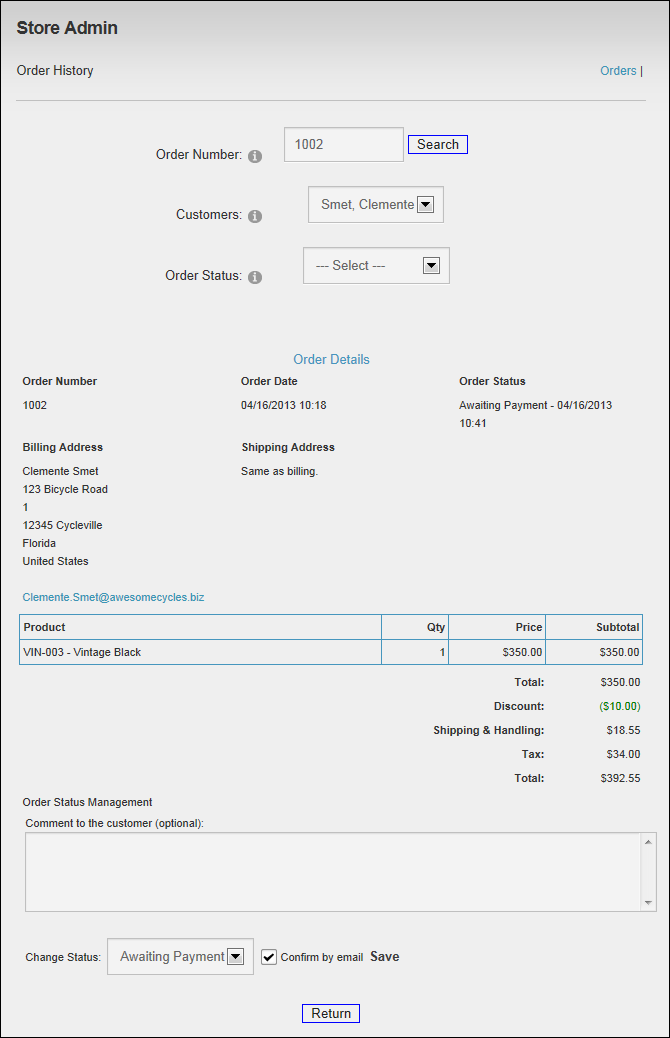 Store Admin
Order History
Orders |
Order Number:
1002
Search
Customers:
Smet, Clemente
Order Status:
--- Select ---
Order Details
Order Number Order Date Order Status
1002 04/16/2013 10:18 Awaiting Payment - 04/16/2013
10:41
Billing Address Shipping Address
Clemente Smet Same as billing.
123 Bicycle Road
1
12345 Cycleville
Florida
United States
Clemente.Smet@awesomecycles.biz
Product Qty Price Subtotal
VIN-003 - Vintage Black 1 $350.00 $350.00
Total: $350.00
Discount: ($10.00)
Shipping & Handling: $18.55
Tax: $34.00
Total: $392.55
Order Status Management
Comment to the customer (optional):
Change Status: Awaiting Payment Confirm by email Save
Return